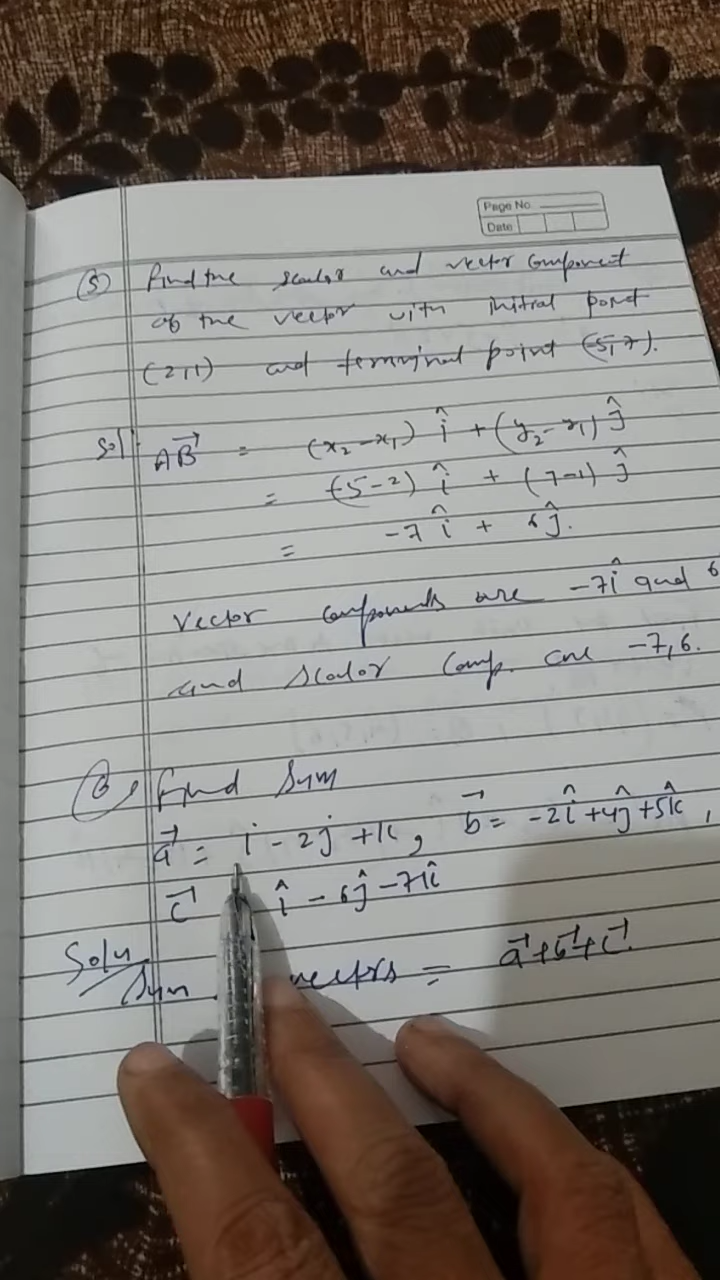 Page No.
Date
(5) Find the scalar and vector component
of the vector with initial point
(2,1) and terminal point (-5,7).
Sol. AB⃗ = (x₂-x₁) î + (y₂-y₁) ĵ
= (-5-2) î + (7-1) ĵ
= -7 î + 6 ĵ.
Vector components are -7î and 6
and scalar comp. are -7, 6.
(6) Find Sum
a⃗ = i - 2j + k, b⃗ = -2î+4ĵ+5k̂,
c⃗ î - 6ĵ - 7k̂
Soln Sum vectors = a⃗+b⃗+c⃗.